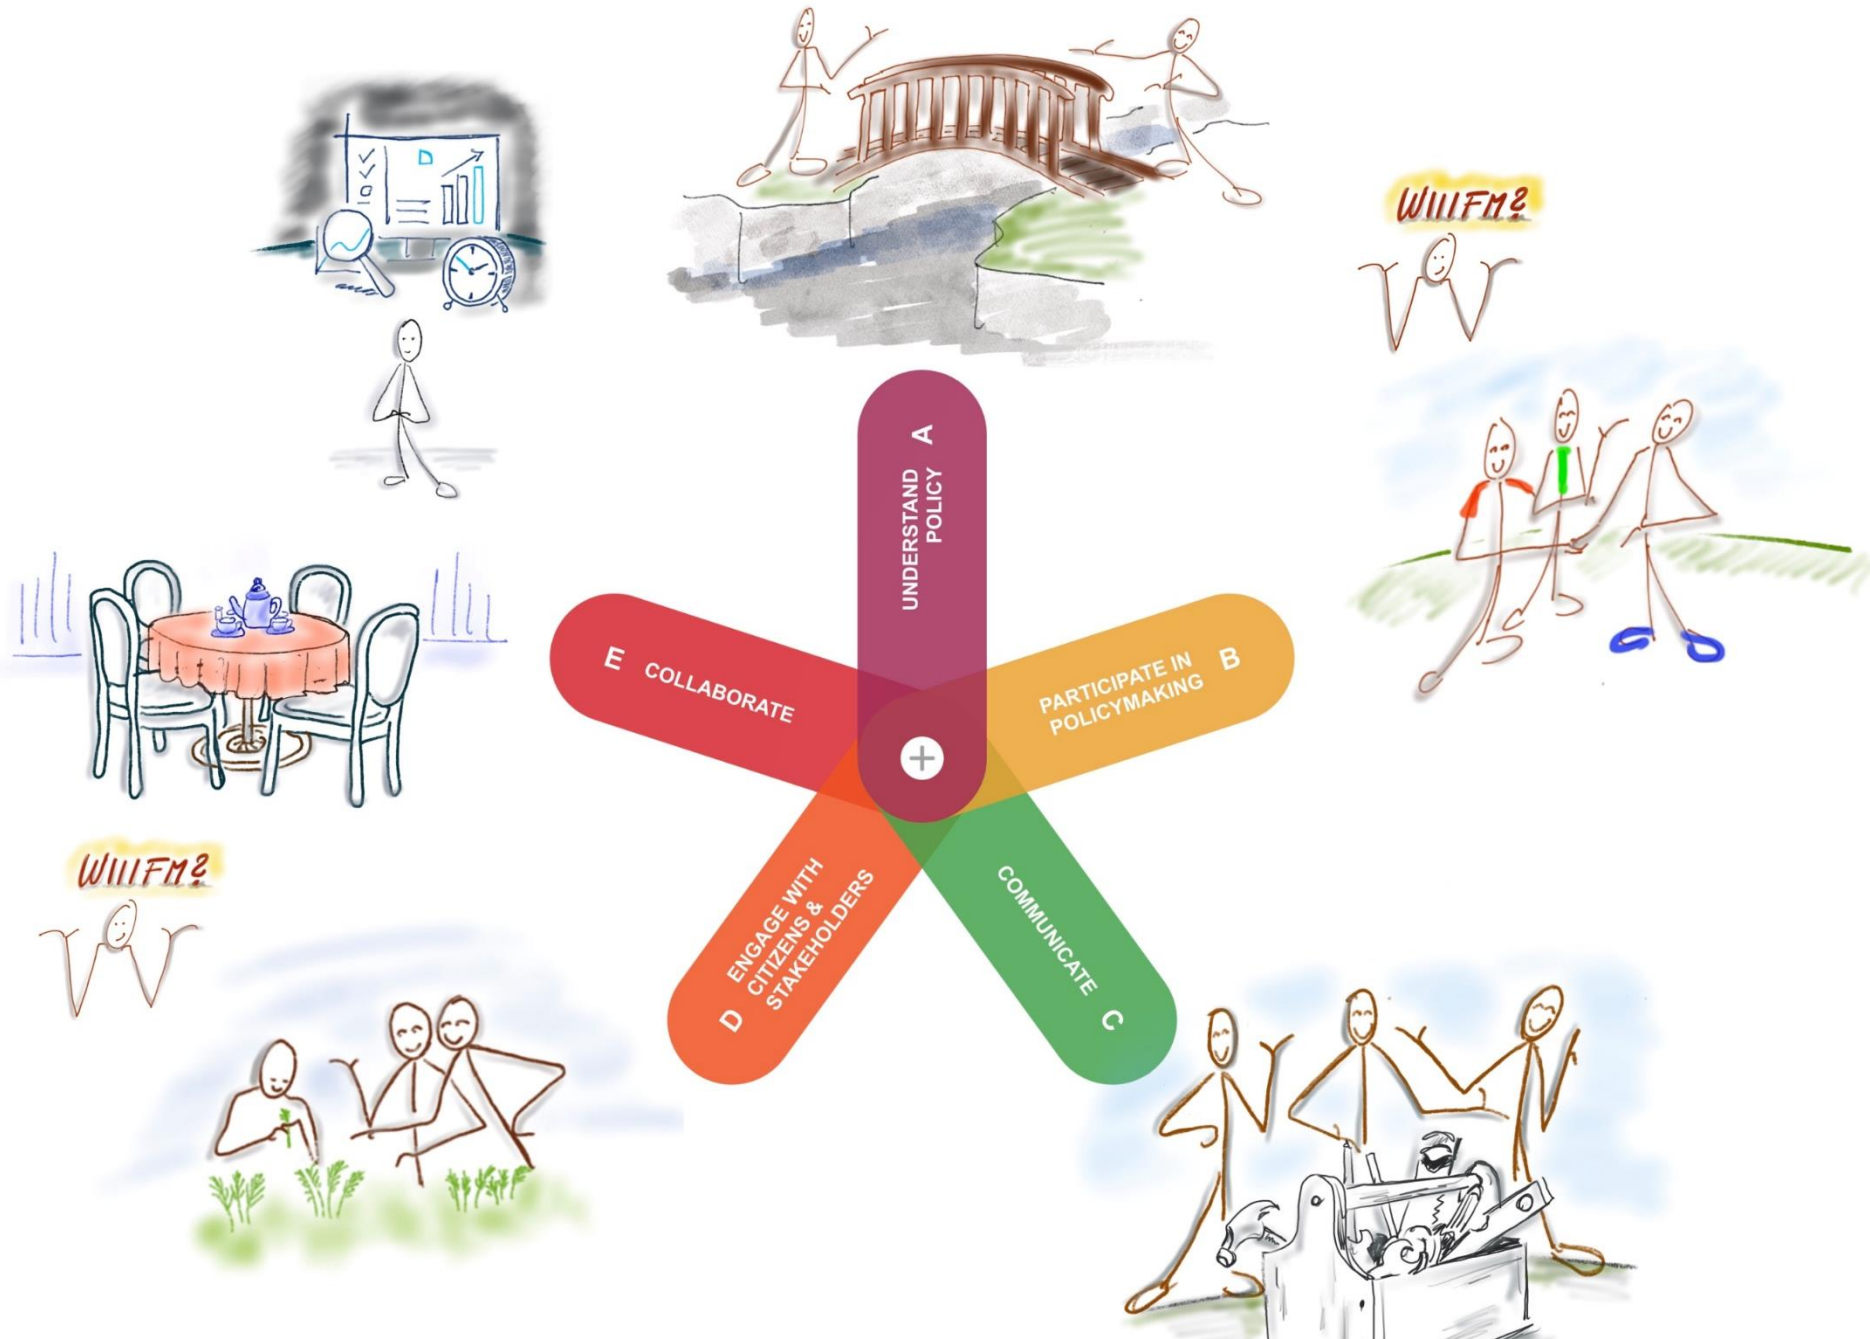 WIIIFM?
A
UNDERSTAND
POLICY
B
PARTICIPATE IN
POLICYMAKING
C
COMMUNICATE
D
ENGAGE WITH
CITIZENS &
STAKEHOLDERS
E
COLLABORATE
WIIIFM?